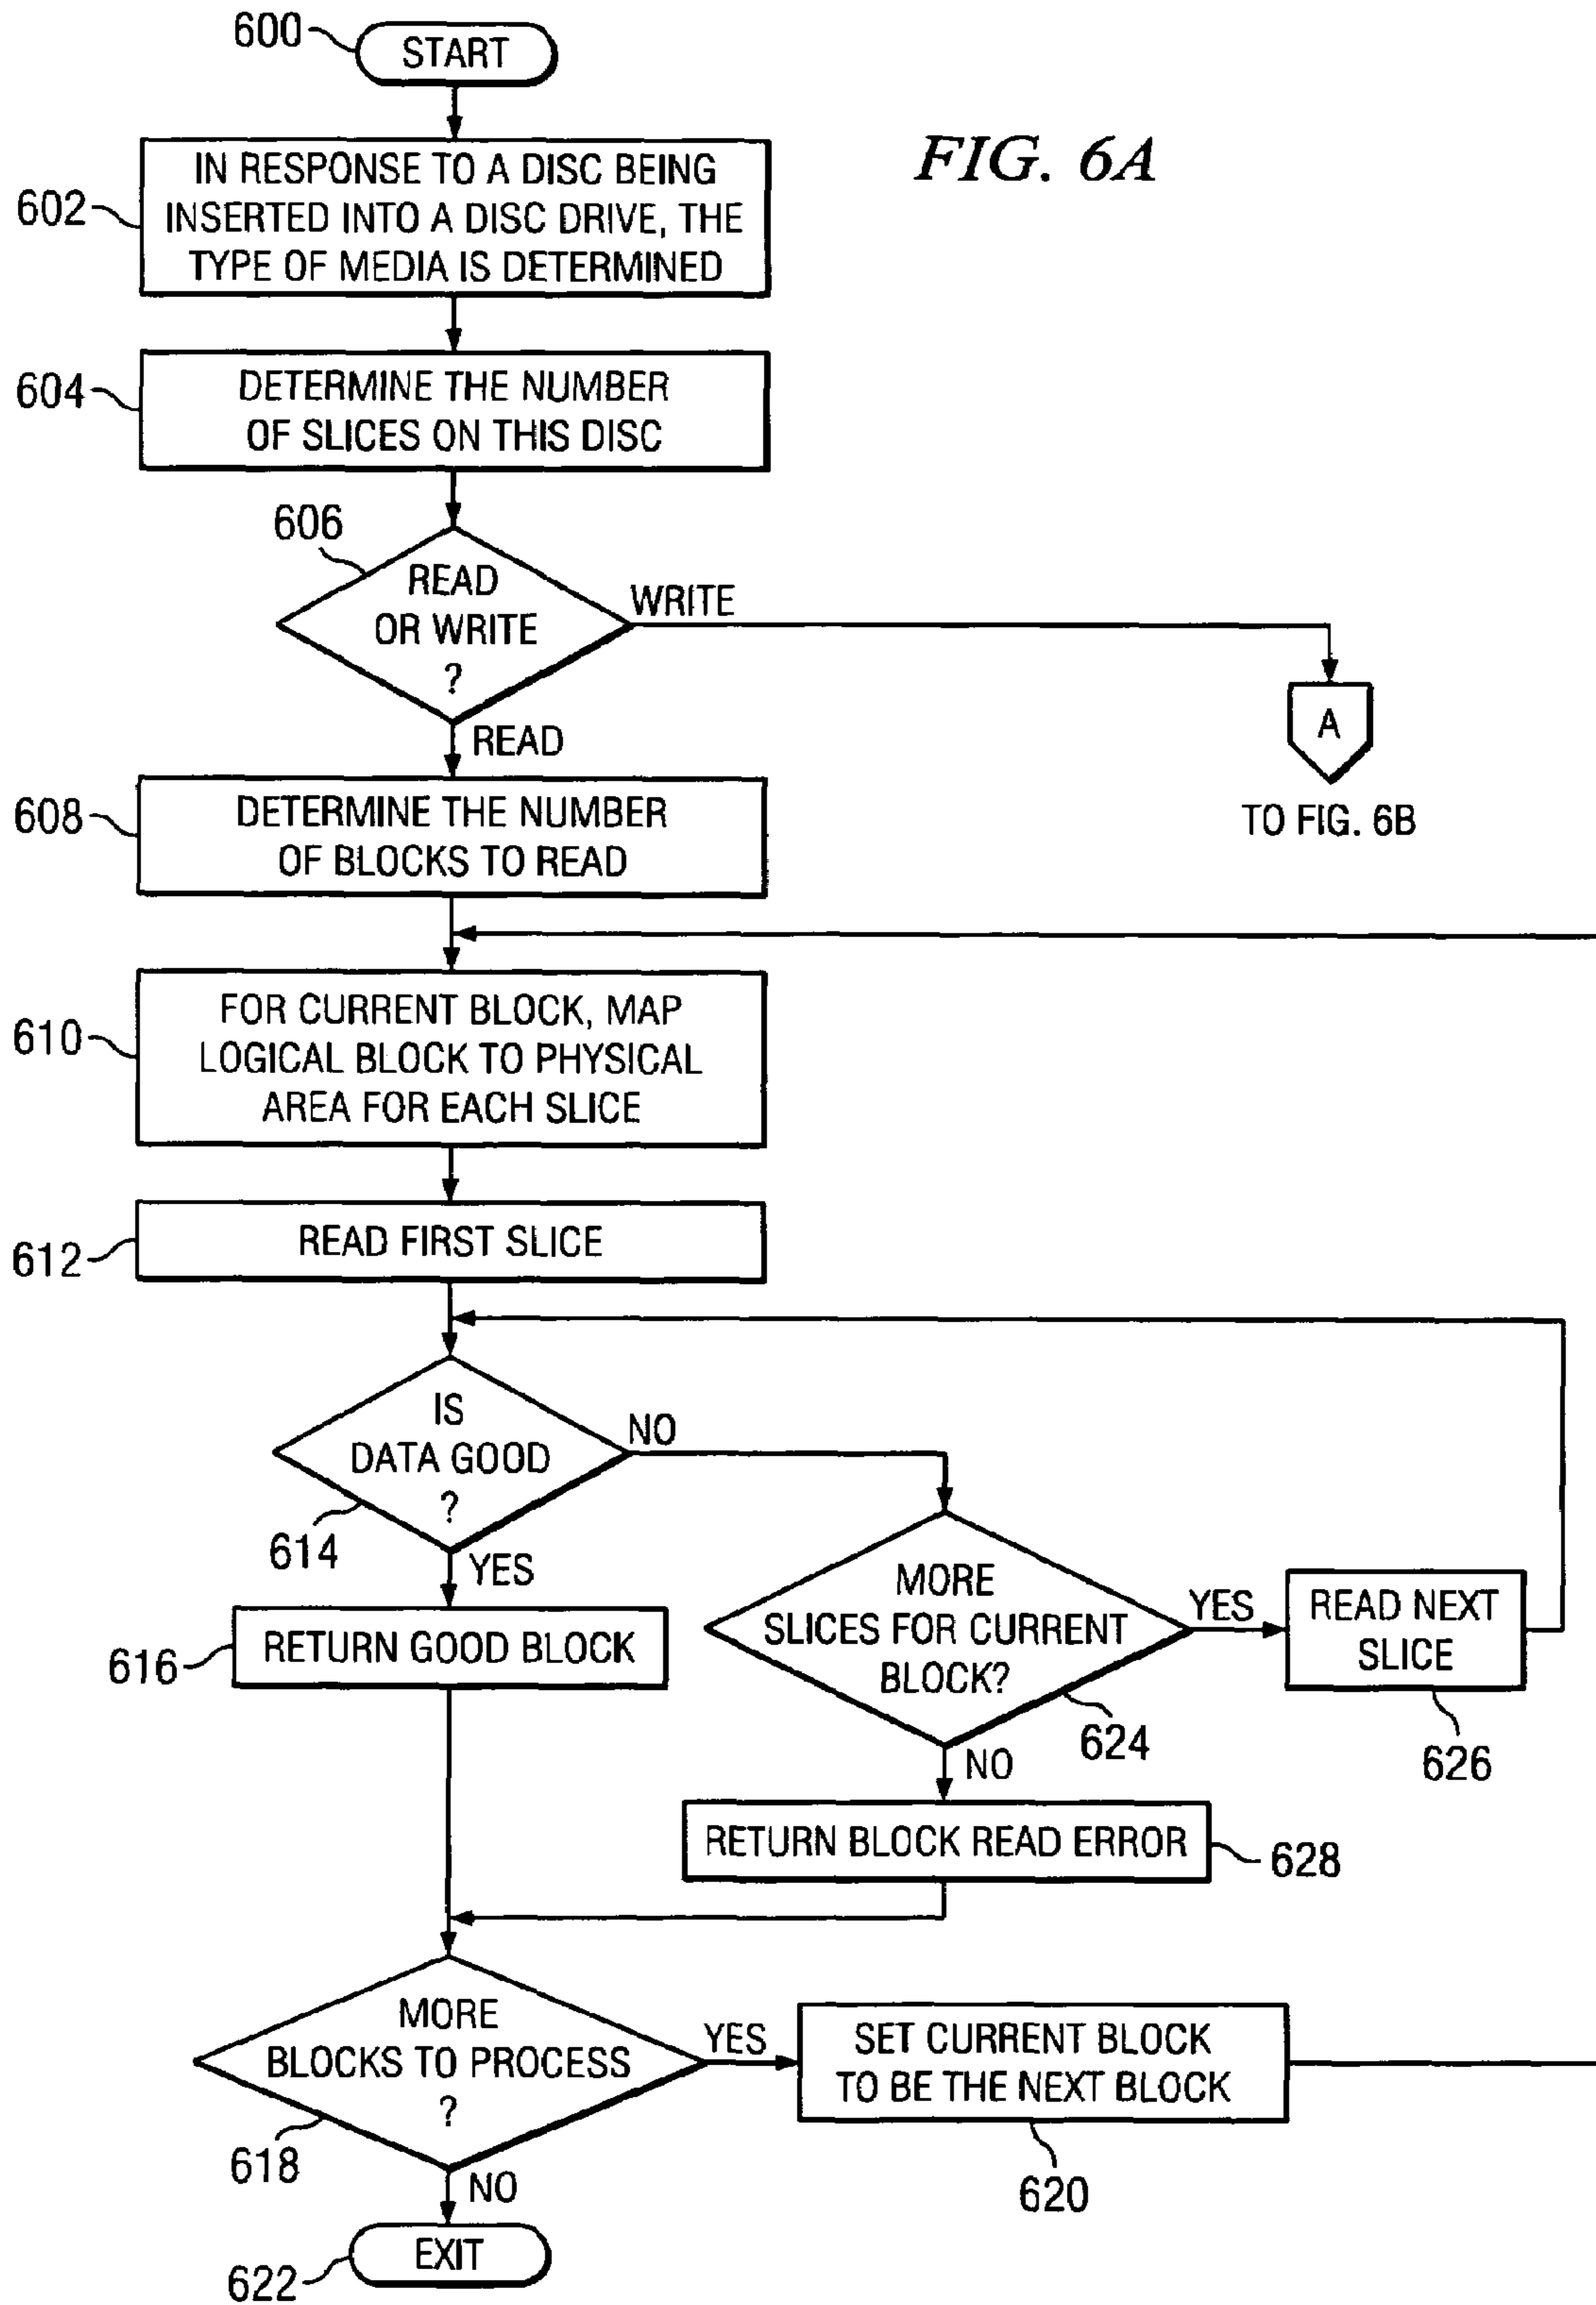 600
START
FIG. 6A
602
IN RESPONSE TO A DISC BEING
INSERTED INTO A DISC DRIVE, THE
TYPE OF MEDIA IS DETERMINED
604
DETERMINE THE NUMBER
OF SLICES ON THIS DISC
606
READ
OR WRITE
?
WRITE
A
TO FIG. 6B
READ
608
DETERMINE THE NUMBER
OF BLOCKS TO READ
610
FOR CURRENT BLOCK, MAP
LOGICAL BLOCK TO PHYSICAL
AREA FOR EACH SLICE
612
READ FIRST SLICE
IS
DATA GOOD
?
614
NO
YES
616
RETURN GOOD BLOCK
MORE
SLICES FOR CURRENT
BLOCK?
624
YES
READ NEXT
SLICE
626
NO
RETURN BLOCK READ ERROR
628
MORE
BLOCKS TO PROCESS
?
618
YES
SET CURRENT BLOCK
TO BE THE NEXT BLOCK
620
NO
EXIT
622